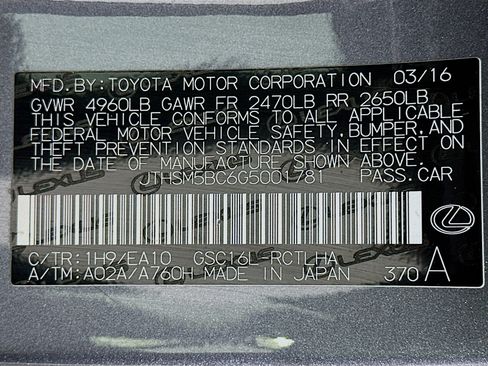 MFD.BY:TOYOTA MOTOR CORPORATION 03/16
GVWR 4960LB GAWR FR 2470LB RR 2650LB
THIS VEHICLE CONFORMS TO ALL APPLICABLE
FEDERAL MOTOR VEHICLE SAFETY,BUMPER,AND
THEFT PREVENTION STANDARDS IN EFFECT ON
THE DATE OF MANUFACTURE SHOWN ABOVE.
PASS.CAR
C/TR:1H9/EA10 GSC16L RCTLHA
A/TM:A02A/A760H MADE IN JAPAN 370 A